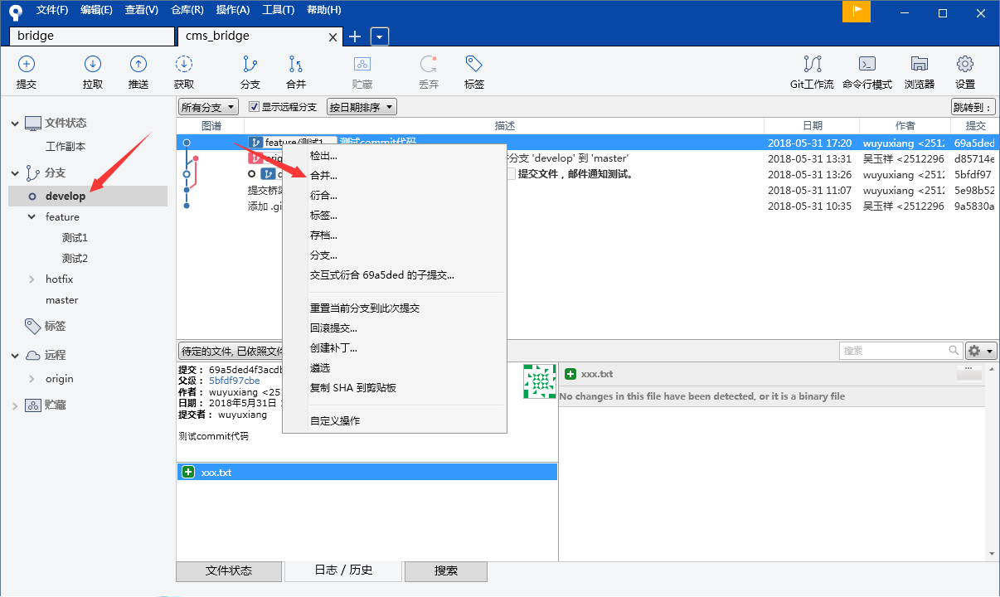 文件(F) 编辑(E) 查看(V) 仓库(R) 操作(A) 工具(T) 帮助(H)
bridge cms_bridge
提交 拉取 推送 获取 分支 合并 贮藏 丢弃 标签 Git工作流 命令行模式 浏览器 设置
所有分支 显示远程分支 按日期排序 跳转到：
图谱 描述 日期 作者 提交
feature/测试1 测试commit代码 2018-05-31 17:20 wuyuxiang <2512 69a5ded
分支 'develop' 到 'master' 2018-05-31 13:31 吴玉祥 <2512296 d85714e
提交文件，邮件通知测试。 2018-05-31 13:26 吴玉祥 <2512296 5bfdf97
提交桥梁 2018-05-31 11:07 wuyuxiang <2512 5e98b52
添加 .gi 2018-05-31 10:35 吴玉祥 <2512296 9a5830a
文件状态
工作副本
分支
develop
feature
测试1
测试2
hotfix
master
标签
远程
origin
贮藏
检出...
合并...
衍合...
标签...
存档...
分支...
交互式衍合 69a5ded 的子提交...
重置当前分支到此次提交
回滚提交...
创建补丁...
遴选
复制 SHA 到剪贴板
自定义操作
待定的文件, 已依照文件 搜索
提交： 69a5ded4f3acdb
父级： 5bfdf97cbe
作者： wuyuxiang <251
日期： 2018年5月31日 1
提交者： wuyuxiang
测试commit代码
xxx.txt
xxx.txt
No changes in this file have been detected, or it is a binary file
文件状态 日志 / 历史 搜索